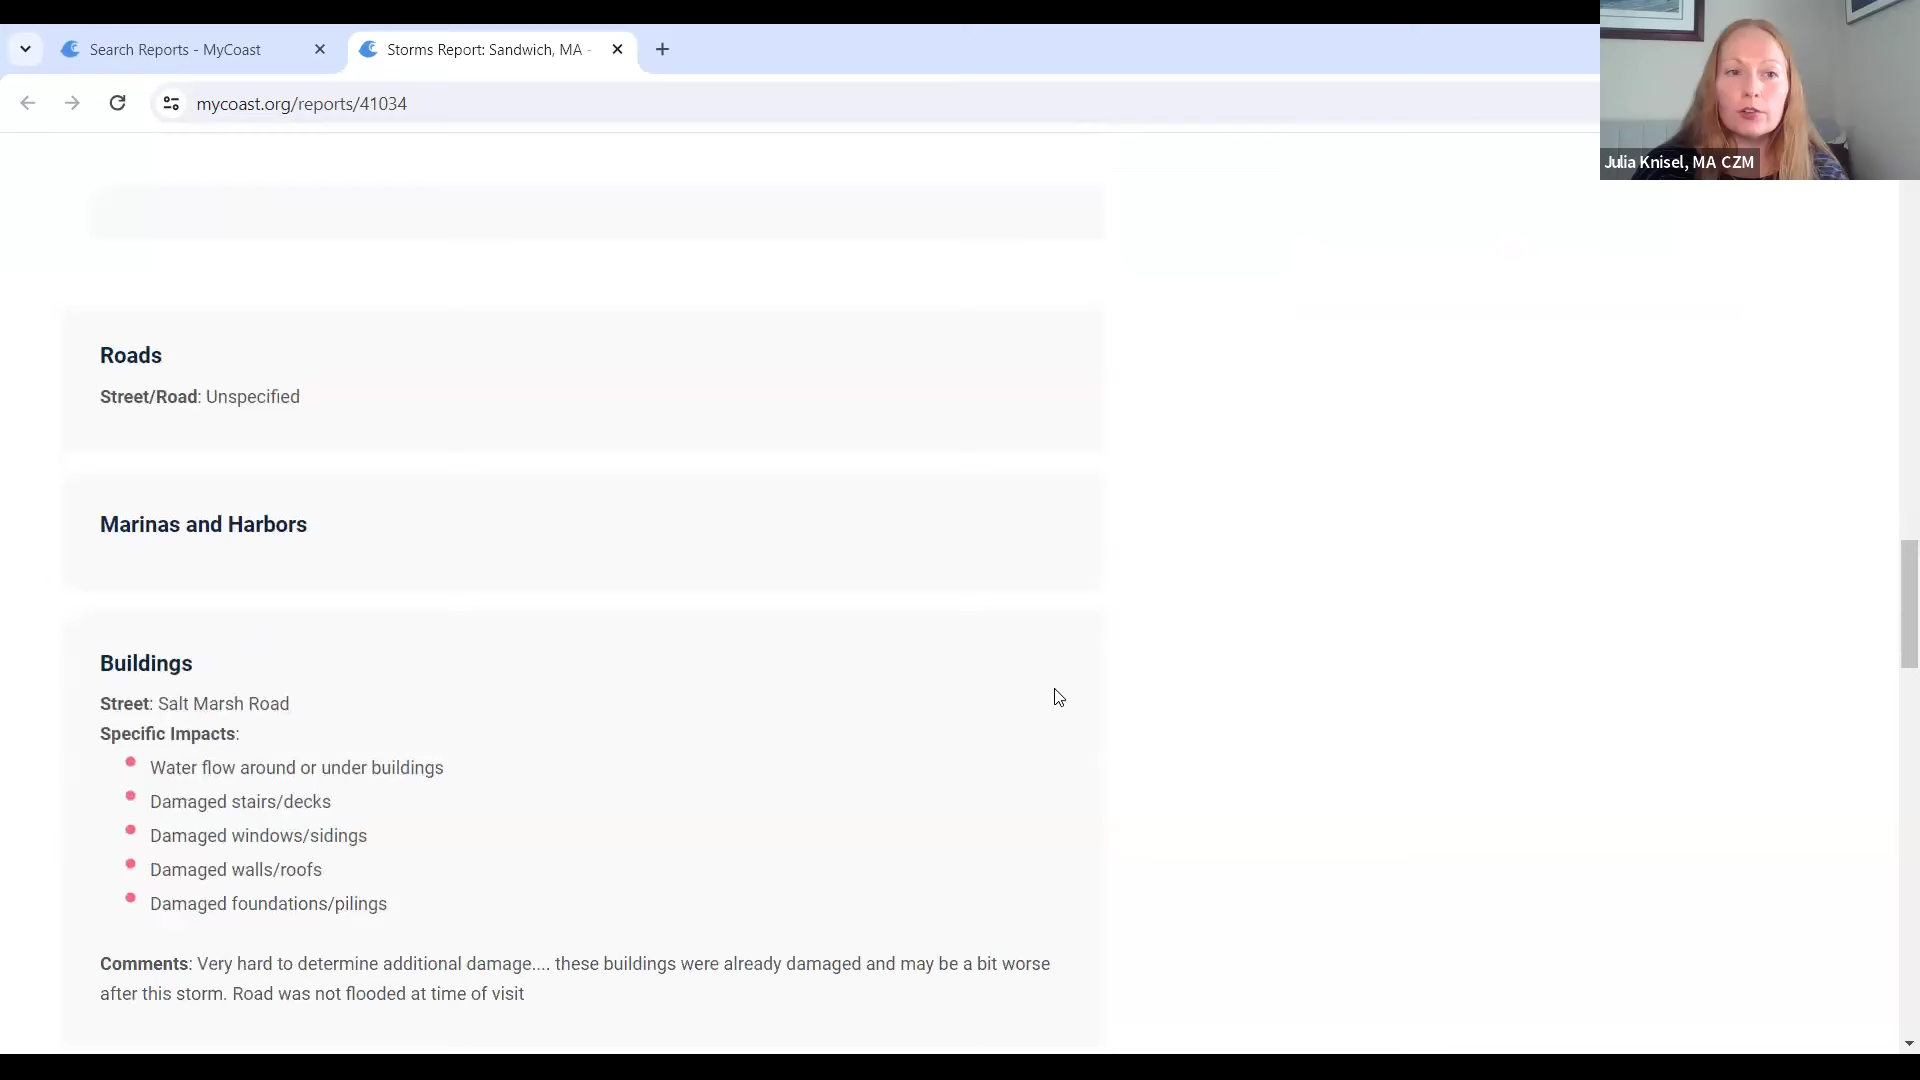 Search Reports - MyCoast
Storms Report: Sandwich, MA -
mycoast.org/reports/41034
Julia Knisel, MA CZM
Roads
Street/Road: Unspecified
Marinas and Harbors
Buildings
Street: Salt Marsh Road
Specific Impacts:
Water flow around or under buildings
Damaged stairs/decks
Damaged windows/sidings
Damaged walls/roofs
Damaged foundations/pilings
Comments: Very hard to determine additional damage.... these buildings were already damaged and may be a bit worse
after this storm. Road was not flooded at time of visit